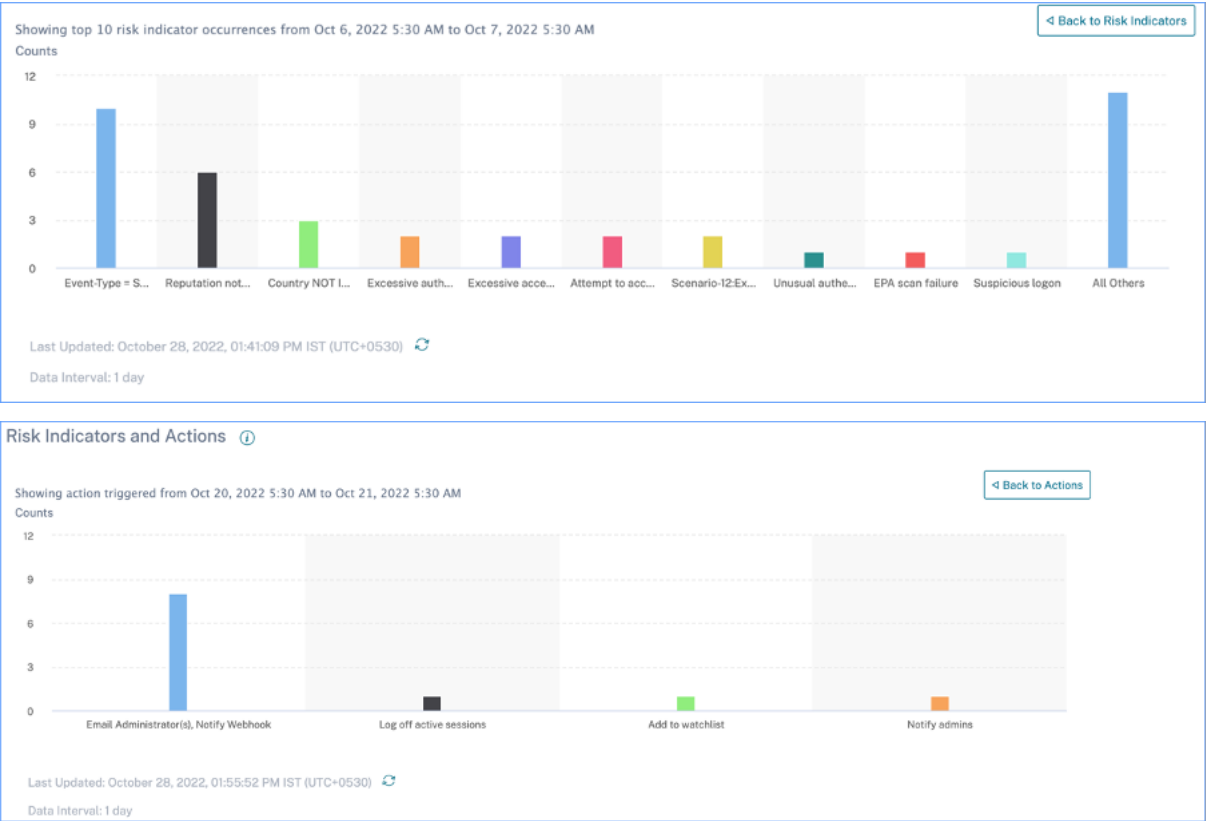 Showing top 10 risk indicator occurrences from Oct 6, 2022 5:30 AM to Oct 7, 2022 5:30 AM
Back to Risk Indicators
Counts
12
9
6
3
0
Event-Type = S... Reputation not... Country NOT I... Excessive auth... Excessive acce... Attempt to acc... Scenario-12:Ex... Unusual authe... EPA scan failure Suspicious logon All Others
Last Updated: October 28, 2022, 01:41:09 PM IST (UTC+0530)
Data Interval: 1 day
Risk Indicators and Actions i
Showing action triggered from Oct 20, 2022 5:30 AM to Oct 21, 2022 5:30 AM
Back to Actions
Counts
12
9
6
3
0
Email Administrator(s), Notify Webhook Log off active sessions Add to watchlist Notify admins
Last Updated: October 28, 2022, 01:55:52 PM IST (UTC+0530)
Data Interval: 1 day